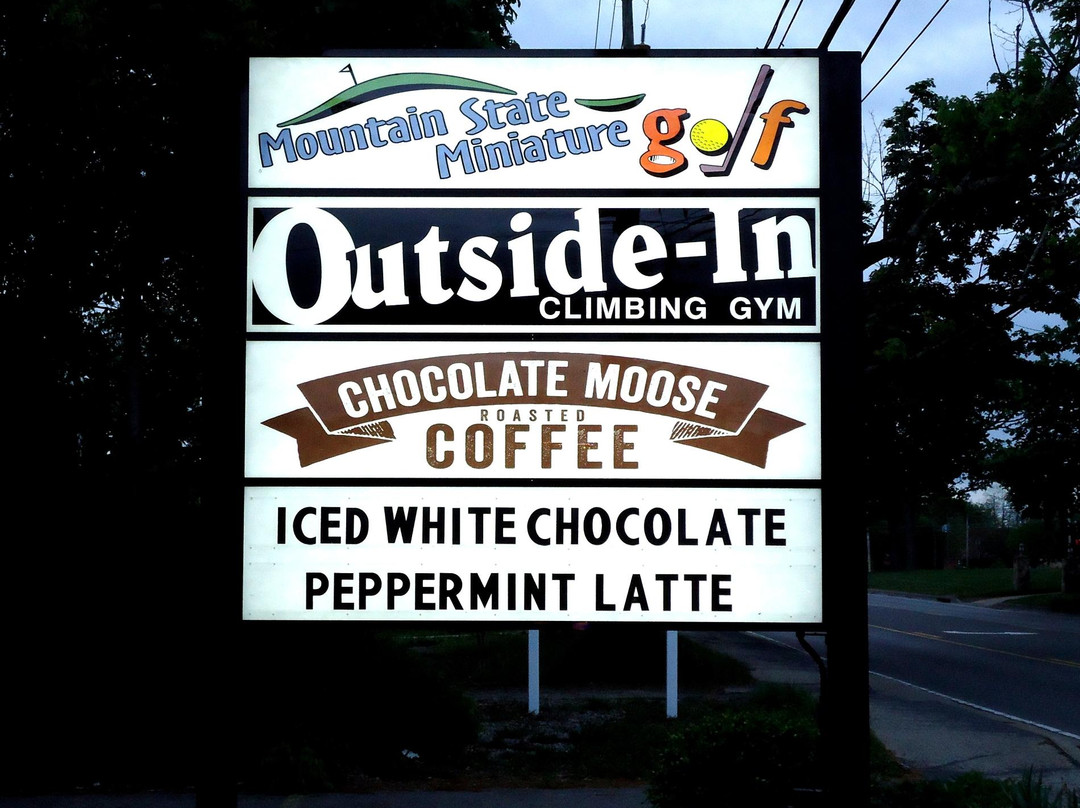 Mountain State
Miniature golf
Outside-In
CLIMBING GYM
CHOCOLATE MOOSE
ROASTED
COFFEE
ICED WHITE CHOCOLATE
PEPPERMINT LATTE